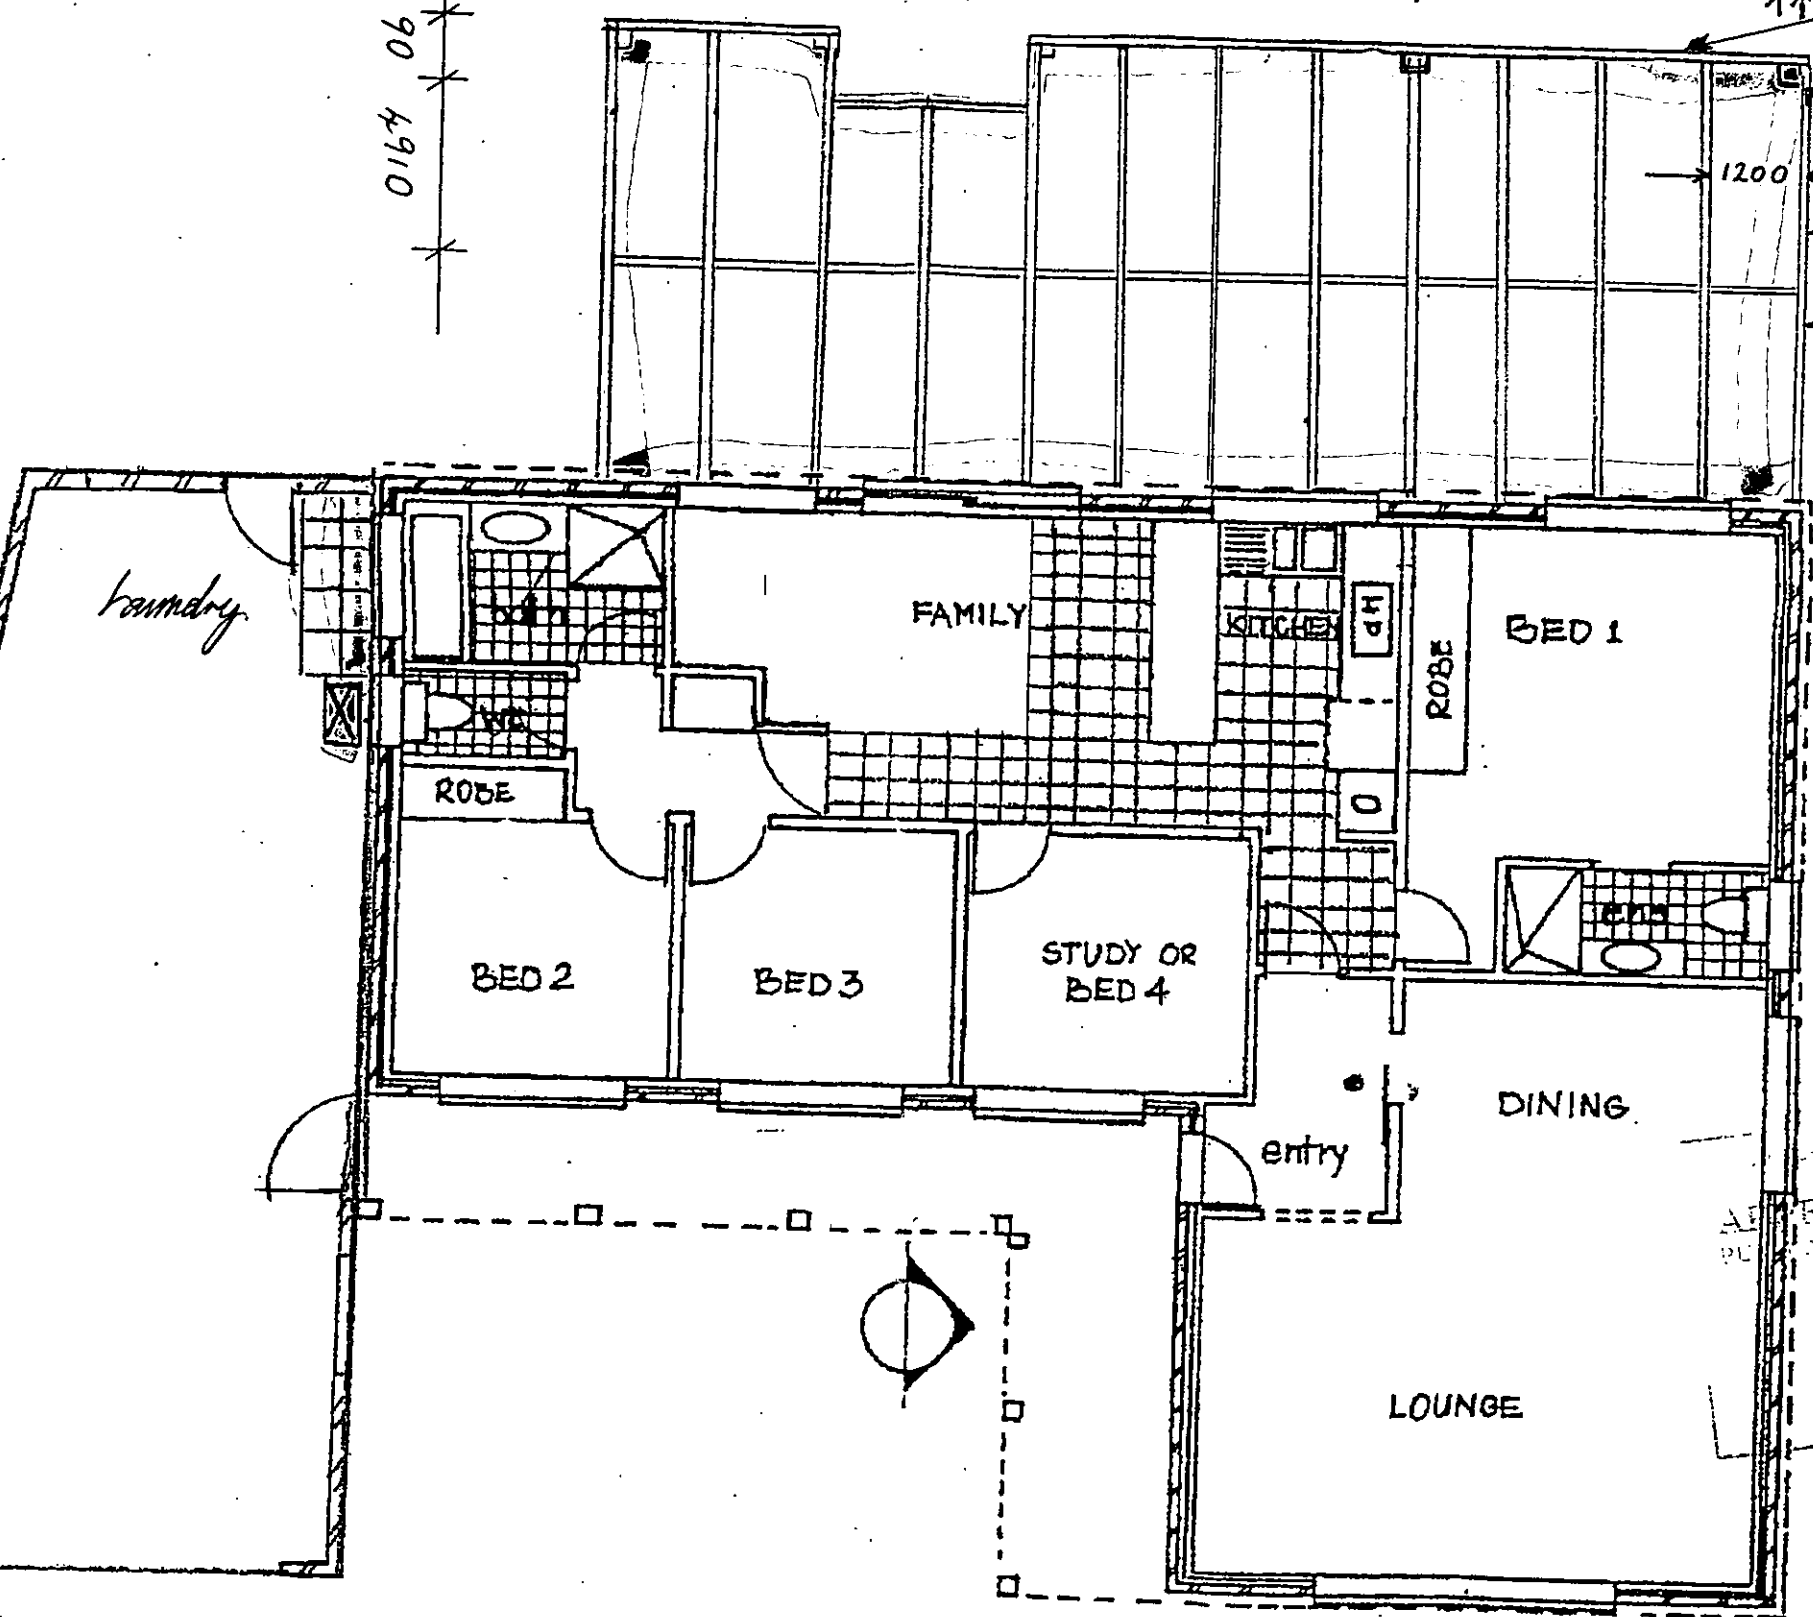 90
4910
1200
Laundry
bath
FAMILY
KITCHEN
HP
BED 1
ROBE
WC
ROBE
O
ens
BED 2
BED 3
STUDY OR
BED 4
DINING
entry
LOUNGE